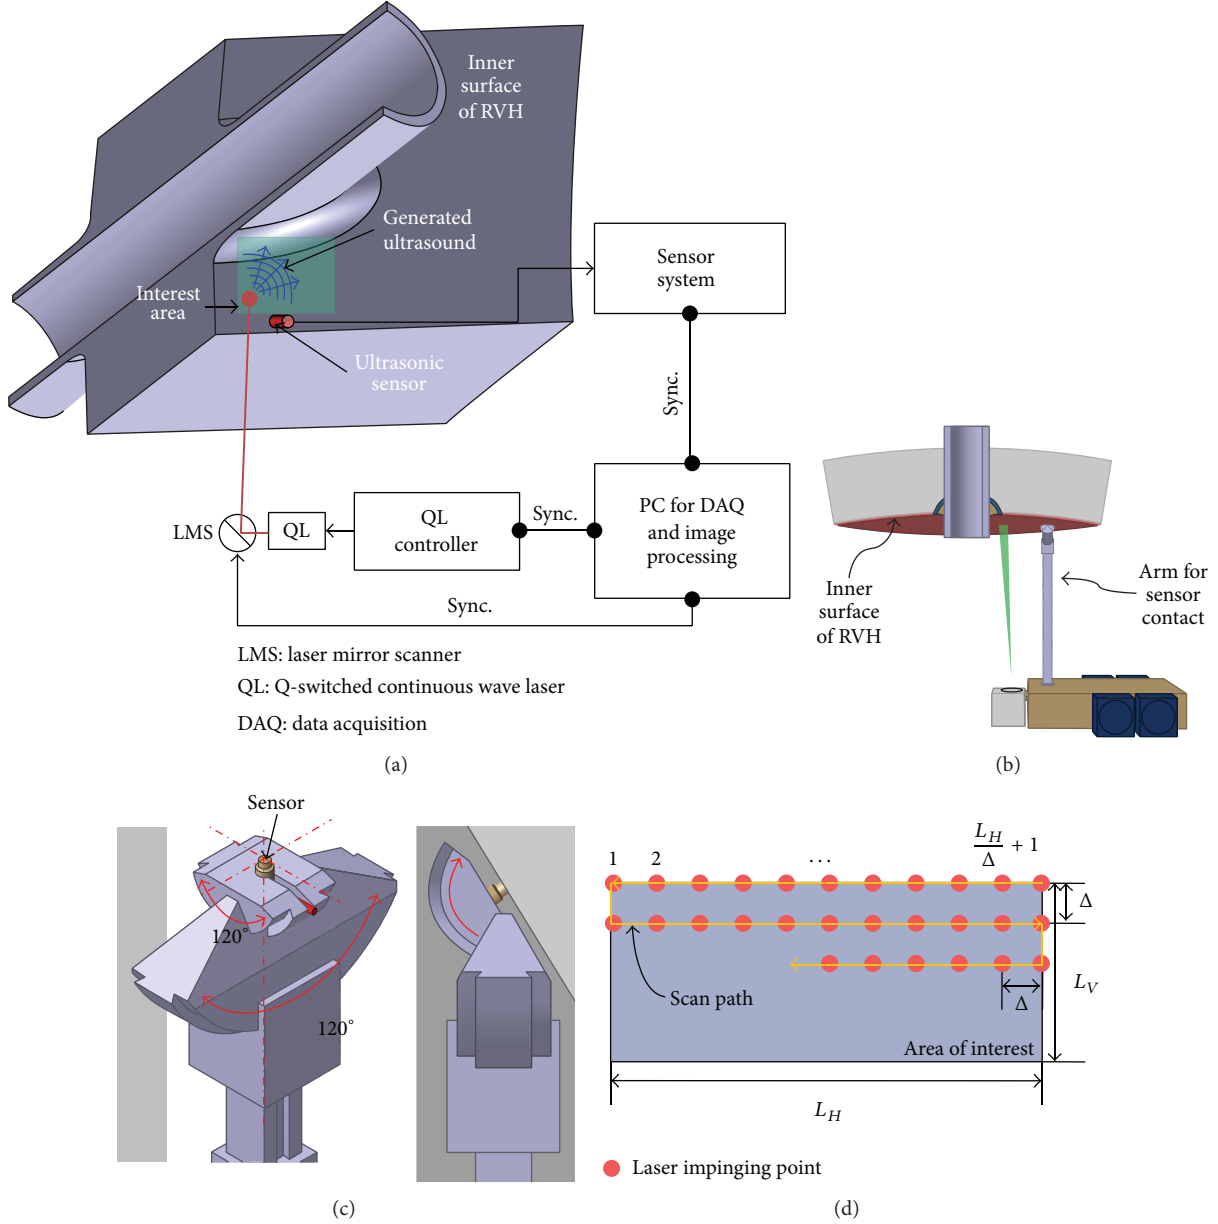 Inner
surface
of RVH
Generated
ultrasound
Interest
area
Ultrasonic
sensor
Sensor
system
Sync.
LMS
QL
QL
controller
Sync.
PC for DAQ
and image
processing
Sync.
LMS: laser mirror scanner
QL: Q-switched continuous wave laser
DAQ: data acquisition
(a)
Inner
surface
of RVH
Arm for
sensor
contact
(b)
Sensor
120°
120°
(c)
1
2
...
L_H/Δ + 1
Δ
L_V
Scan path
Δ
Area of interest
L_H
Laser impinging point
(d)